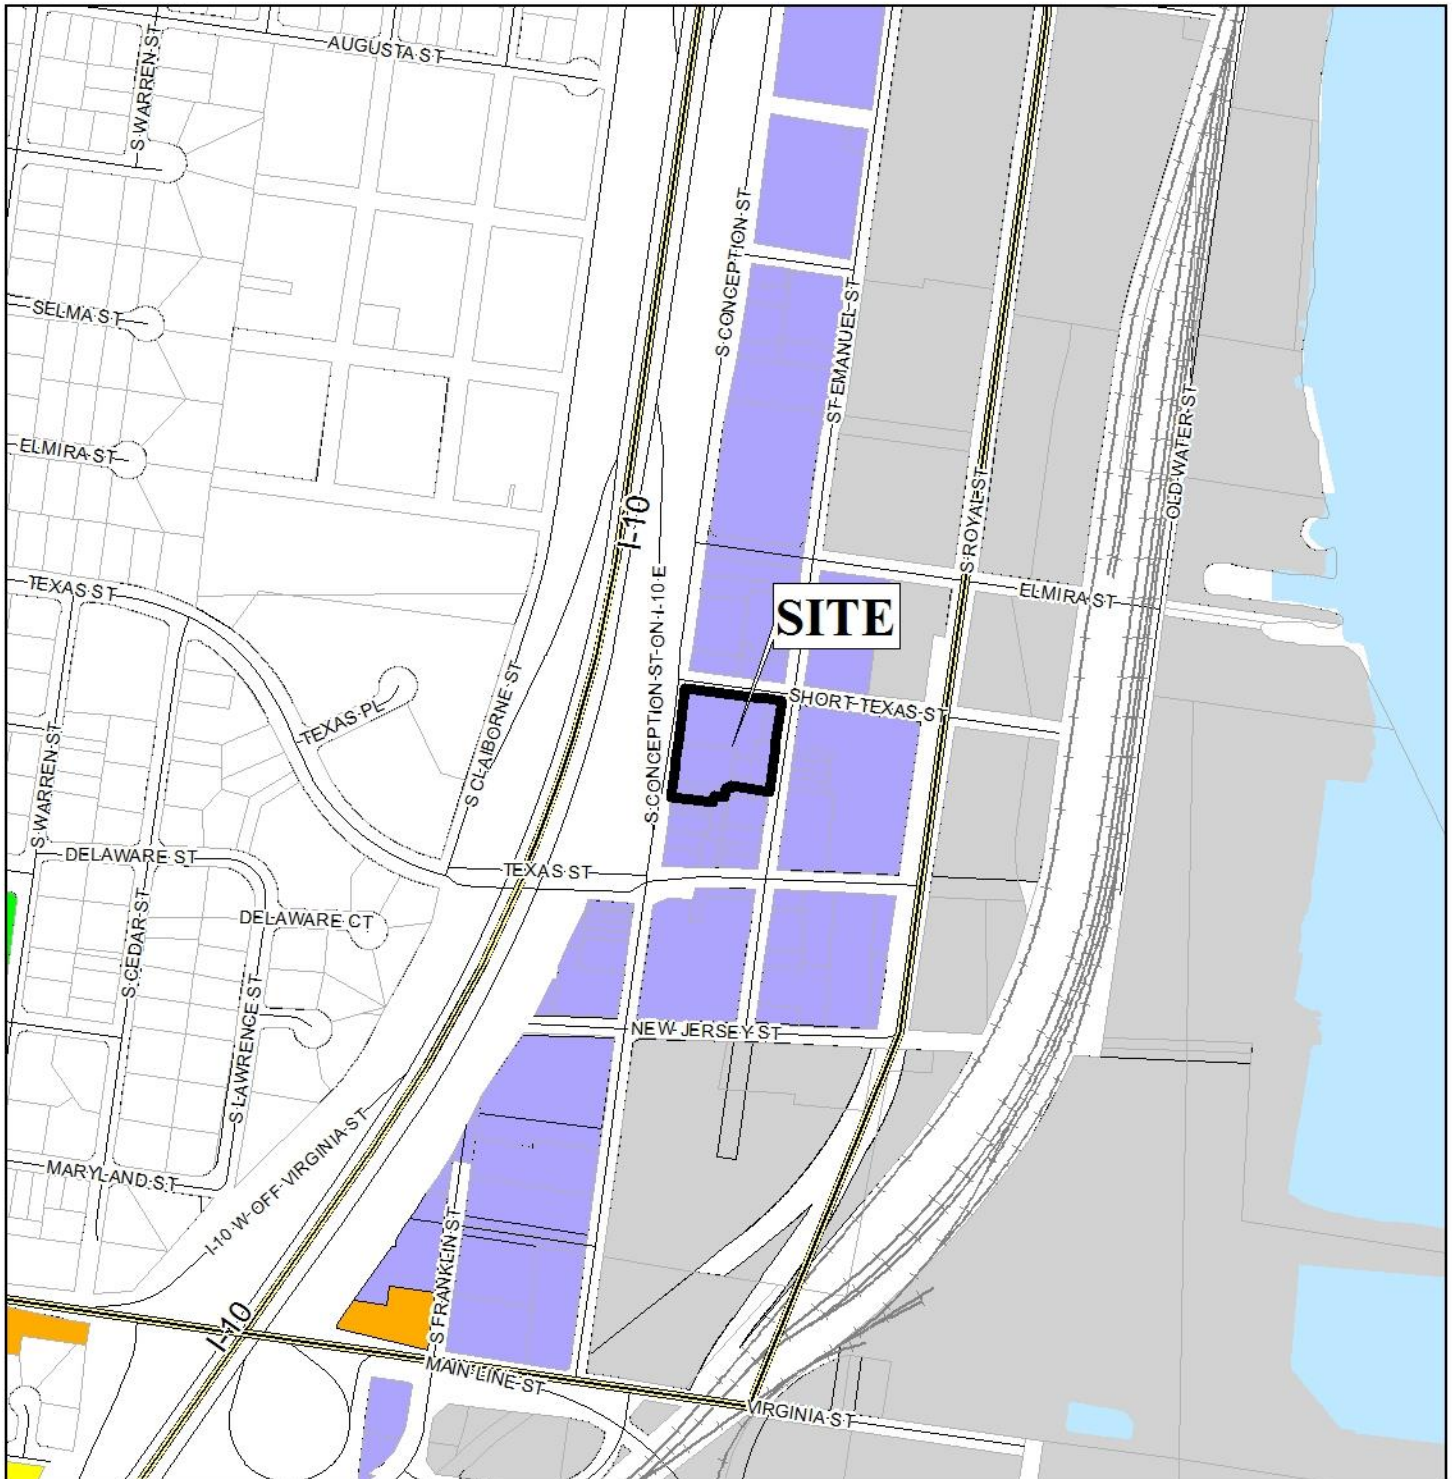 AUGUSTA ST
S WARREN ST
S CONCEPTION ST
SELMA ST
ST EMANUEL ST
ELMIRA ST
OLD WATER ST
I-10
S ROYAL ST
TEXAS ST
ELMIRA ST
SITE
S CONCEPTION ST ON I-10 E
SHORT TEXAS ST
TEXAS PL
S CLAIBORNE ST
S WARREN ST
DELAWARE ST
TEXAS ST
S CEDAR ST
DELAWARE CT
S LAWRENCE ST
NEW JERSEY ST
I-10 W OFF VIRGINIA ST
MARYLAND ST
S FRANKLIN ST
I-10
MAIN LINE ST
VIRGINIA ST